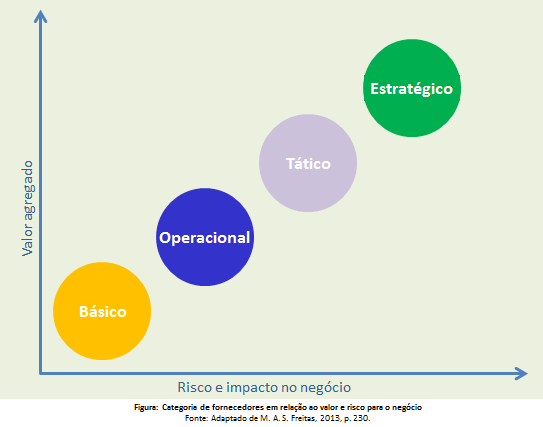 Valor agregado
Estratégico
Tático
Operacional
Básico
Risco e impacto no negócio
Figura: Categoria de fornecedores em relação ao valor e risco para o negócio
Fonte: Adaptado de M. A. S. Freitas, 2013, p. 230.